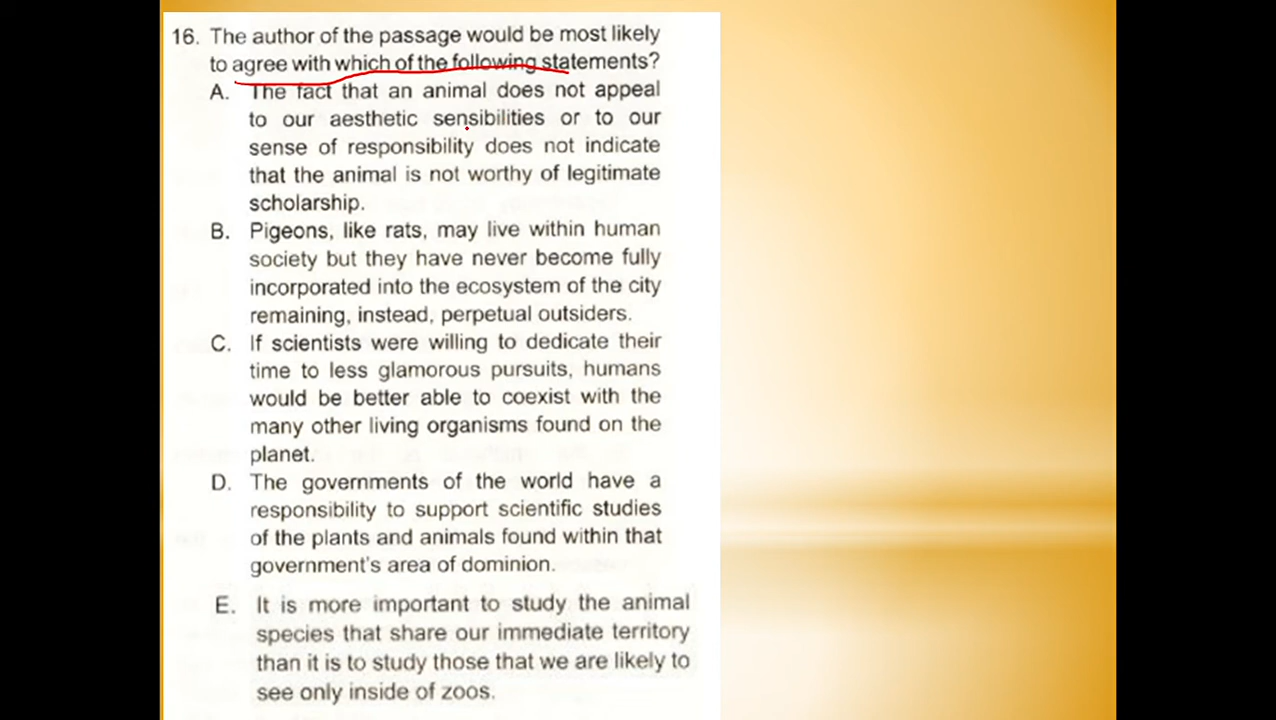 16. The author of the passage would be most likely
to agree with which of the following statements?
A. The fact that an animal does not appeal
to our aesthetic sensibilities or to our
sense of responsibility does not indicate
that the animal is not worthy of legitimate
scholarship.
B. Pigeons, like rats, may live within human
society but they have never become fully
incorporated into the ecosystem of the city
remaining, instead, perpetual outsiders.
C. If scientists were willing to dedicate their
time to less glamorous pursuits, humans
would be better able to coexist with the
many other living organisms found on the
planet.
D. The governments of the world have a
responsibility to support scientific studies
of the plants and animals found within that
government's area of dominion.
E. It is more important to study the animal
species that share our immediate territory
than it is to study those that we are likely to
see only inside of zoos.